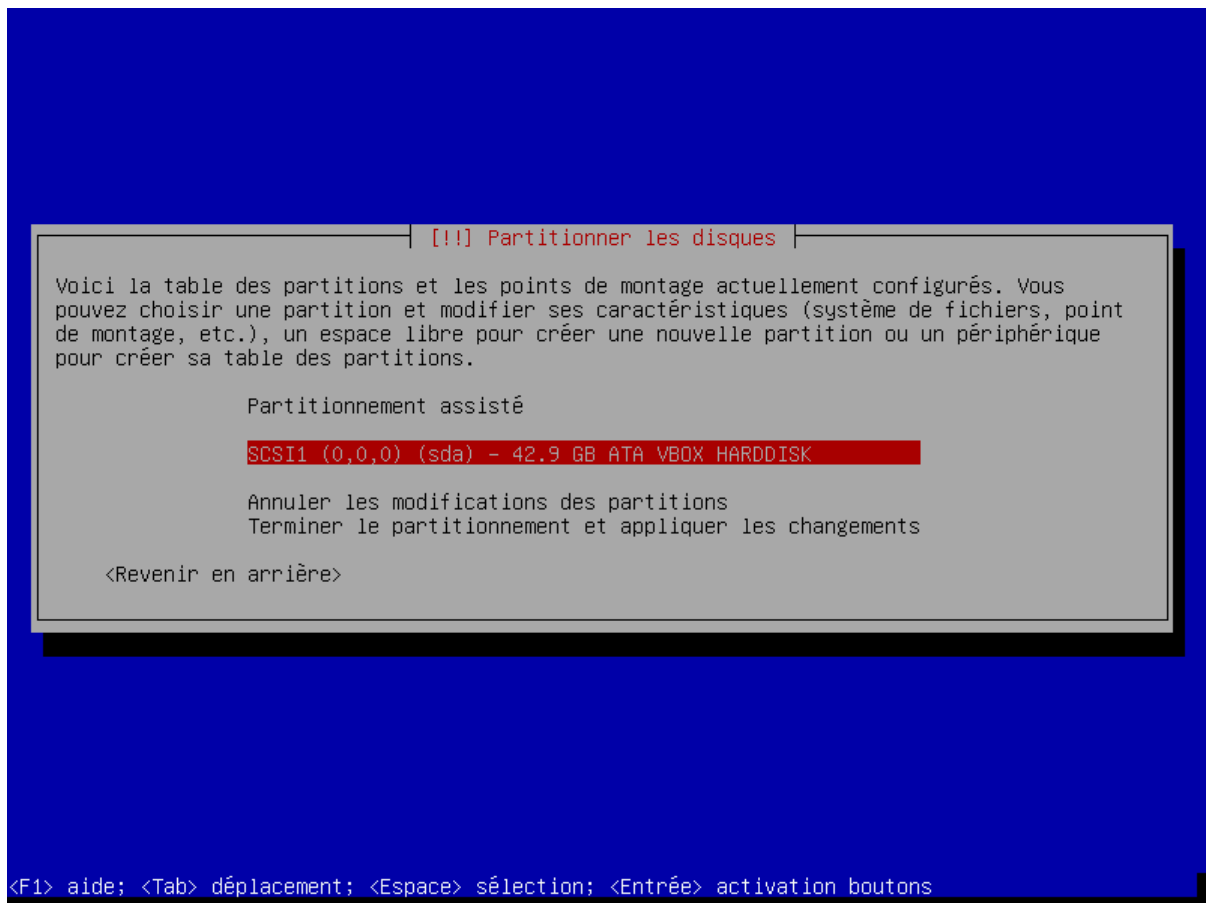 [!!] Partitionner les disques
Voici la table des partitions et les points de montage actuellement configurés. Vous
pouvez choisir une partition et modifier ses caractéristiques (système de fichiers, point
de montage, etc.), un espace libre pour créer une nouvelle partition ou un périphérique
pour créer sa table des partitions.
Partitionnement assisté
SCSI1 (0,0,0) (sda) – 42.9 GB ATA VBOX HARDDISK
Annuler les modifications des partitions
Terminer le partitionnement et appliquer les changements
<Revenir en arrière>
<F1> aide; <Tab> déplacement; <Espace> sélection; <Entrée> activation boutons